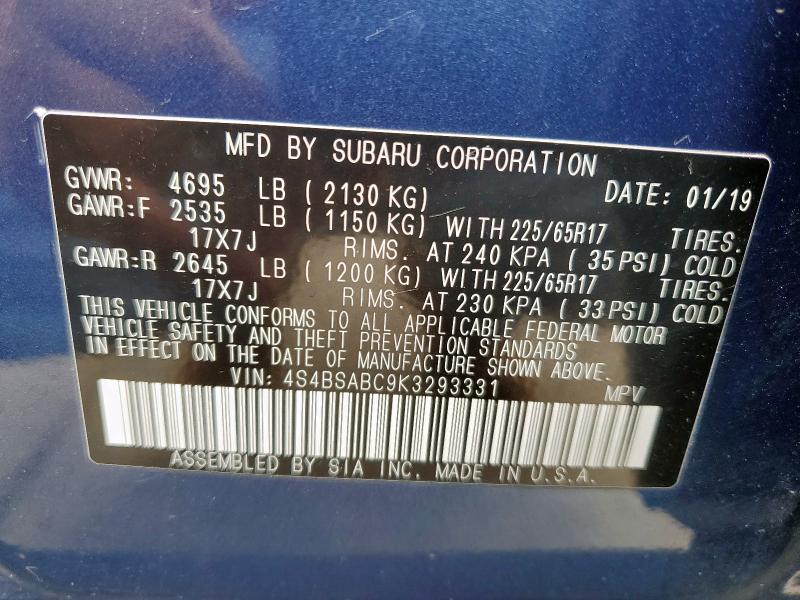 MFD BY SUBARU CORPORATION
GVWR: 4695 LB ( 2130 KG) DATE: 01/19
GAWR:F 2535 LB ( 1150 KG) WITH 225/65R17 TIRES.
17X7J RIMS. AT 240 KPA ( 35 PSI) COLD
GAWR:R 2645 LB ( 1200 KG) WITH 225/65R17 TIRES.
17X7J RIMS. AT 230 KPA ( 33 PSI) COLD
THIS VEHICLE CONFORMS TO ALL APPLICABLE FEDERAL MOTOR
VEHICLE SAFETY AND THEFT PREVENTION STANDARDS
IN EFFECT ON THE DATE OF MANUFACTURE SHOWN ABOVE.
VIN: 4S4BSABC9K3293331 MPV
ASSEMBLED BY SIA INC. MADE IN U.S.A.